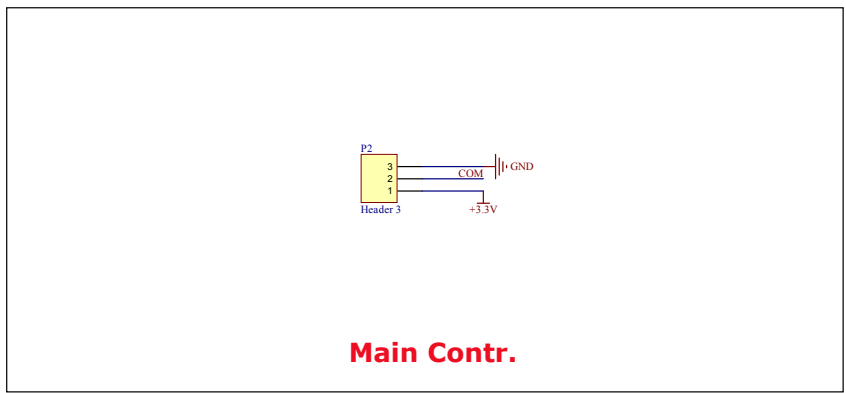 P2
3
GND
2
COM
1
Header 3
+3.3V
Main Contr.